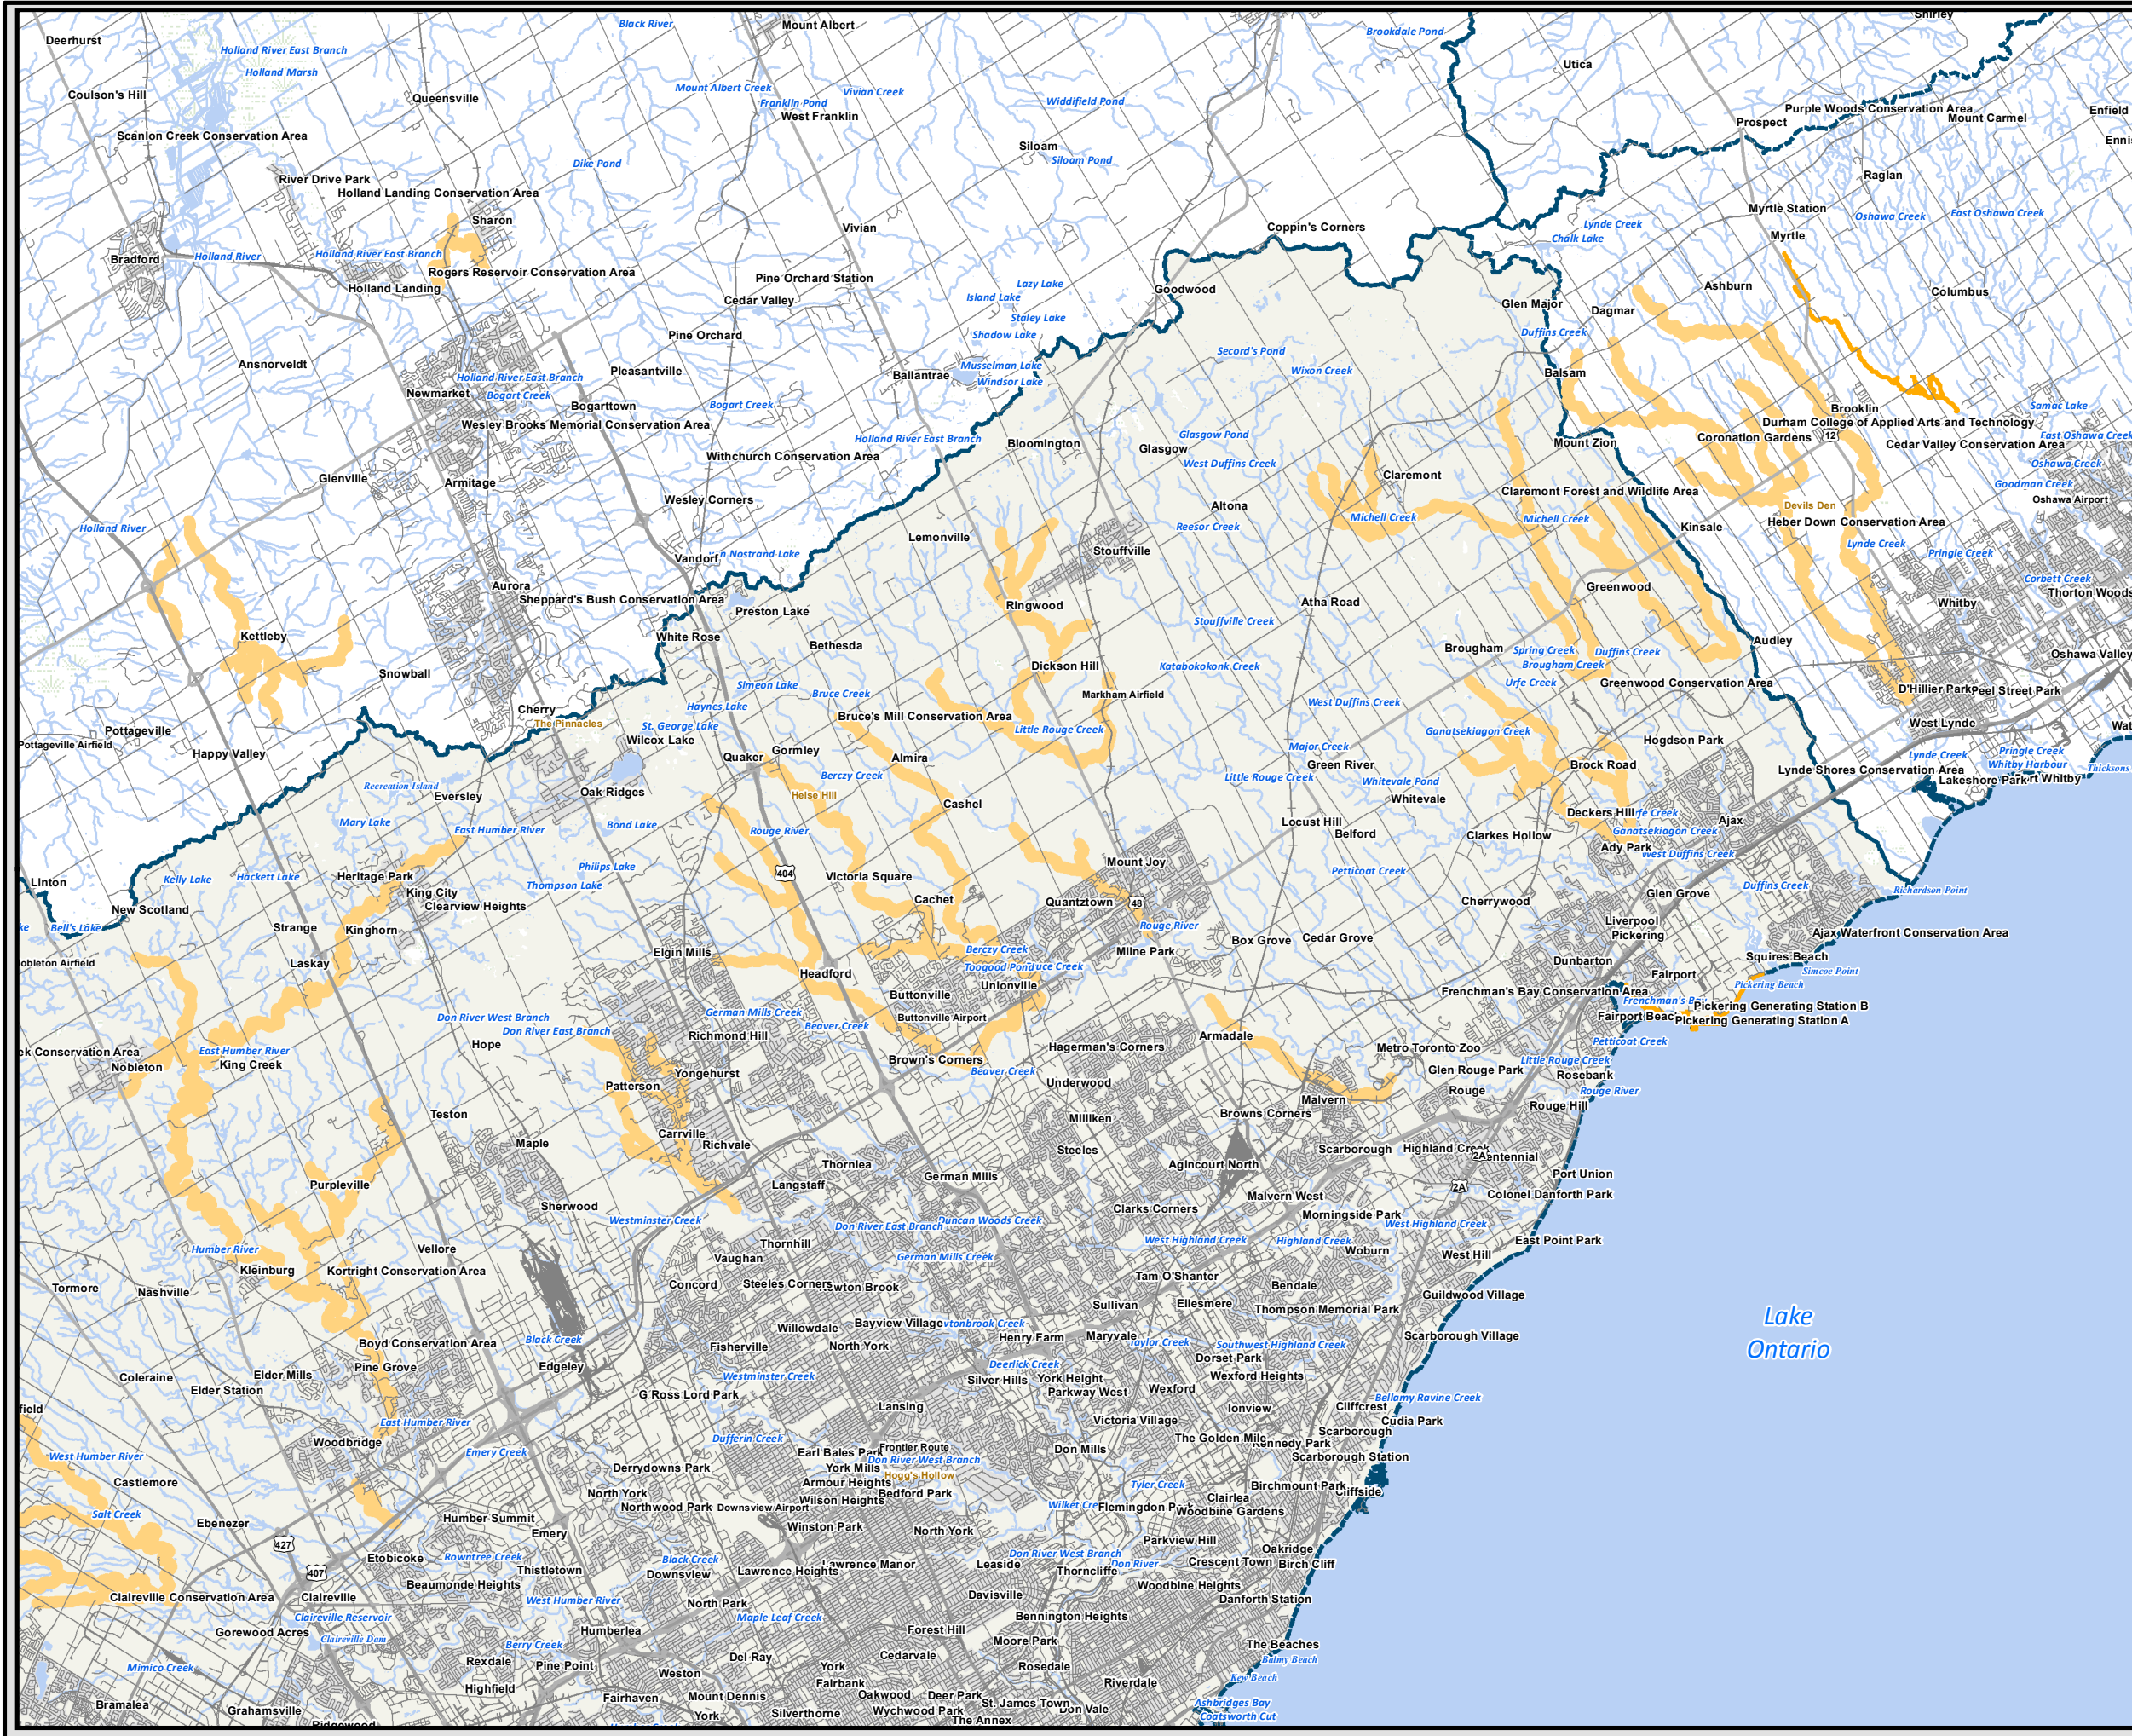 Shirley
Deerhurst
Black River
Mount Albert
Brookdale Pond
Holland River East Branch
Holland Marsh
Utica
Coulson's Hill
Queensville
Mount Albert Creek
Vivian Creek
Franklin Pond
West Franklin
Widdifield Pond
Purple Woods Conservation Area
Mount Carmel
Enfield
Prospect
Scanlon Creek Conservation Area
Siloam
Siloam Pond
Dike Pond
River Drive Park
Holland Landing Conservation Area
Raglan
Sharon
Vivian
Coppin's Corners
Myrtle Station
Myrtle
Oshawa Creek
East Oshawa Creek
Lynde Creek
Chalk Lake
Bradford
Holland River
Holland River East Branch
Rogers Reservoir Conservation Area
Holland Landing
Pine Orchard Station
Cedar Valley
Lazy Lake
Island Lake
Staley Lake
Shadow Lake
Goodwood
Glen Major
Dagmar
Ashburn
Columbus
Duffins Creek
Pine Orchard
Ansnorveldt
Pleasantville
Ballantrae
Musselman Lake
Windsor Lake
Secord's Pond
Wixon Creek
Balsam
Holland River East Branch
Bogart Creek
Newmarket
Bogarttown
Bogart Creek
Wesley Brooks Memorial Conservation Area
Holland River East Branch
Bloomington
Glasgow Pond
Glasgow
West Duffins Creek
Mount Zion
Brooklin
Durham College of Applied Arts and Technology
Coronation Gardens
12
Cedar Valley Conservation Area
Samac Lake
East Oshawa Creek
Oshawa Creek
Goodman Creek
Oshawa Airport
Withchurch Conservation Area
Glenville
Armitage
Wesley Corners
Claremont
Altona
Claremont Forest and Wildlife Area
Devils Den
Heber Down Conservation Area
Holland River
Lemonville
Reesor Creek
Michell Creek
Michell Creek
Kinsale
Lynde Creek
Pringle Creek
Vandorf
Stouffville
Aurora
Sheppard's Bush Conservation Area
Preston Lake
Ringwood
Atha Road
Greenwood
Corbett Creek
Thorton Woods
Whitby
Kettleby
White Rose
Bethesda
Stouffville Creek
Brougham
Spring Creek
Duffins Creek
Brougham Creek
Audley
Oshawa Valley
Snowball
Dickson Hill
Katabokokonk Creek
Urfe Creek
Greenwood Conservation Area
D'Hillier Park
Peel Street Park
Simeon Lake
Bruce Creek
Markham Airfield
Haynes Lake
Cherry
The Pinnacles
St. George Lake
Wilcox Lake
Bruce's Mill Conservation Area
Little Rouge Creek
West Duffins Creek
West Lynde
Pottageville
Pottageville Airfield
Happy Valley
Quaker
Gormley
Almira
Major Creek
Green River
Ganatsekiagon Creek
Hogdson Park
Lynde Creek
Pringle Creek
Whitby Harbour
Thicksons
Recreation Island
Eversley
Oak Ridges
Berczy Creek
Heise Hill
Cashel
Little Rouge Creek
Whitevale Pond
Whitevale
Brock Road
Lynde Shores Conservation Area
Lakeshore Park
Mary Lake
East Humber River
Bond Lake
Rouge River
Locust Hill
Belford
Clarkes Hollow
Deckers Hill
Ganatsekiagon Creek
Ajax
Ady Park
West Duffins Creek
Linton
Kelly Lake
Hackett Lake
Heritage Park
King City
Clearview Heights
Philips Lake
Thompson Lake
404
Victoria Square
Mount Joy
Petticoat Creek
Duffins Creek
Richardson Point
New Scotland
Bell's Lake
Strange
Kinghorn
Cachet
Quantztown
48
Rouge River
Cherrywood
Glen Grove
Liverpool
Pickering
Ajax Waterfront Conservation Area
Laskay
Elgin Mills
Headford
Berczy Creek
Toogood Pond
Milne Park
Box Grove
Cedar Grove
Dunbarton
Fairport
Squires Beach
Simcoe Point
Pickering Beach
Unionville
Buttonville
Buttonville Airport
Frenchman's Bay Conservation Area
Pickering Generating Station B
Pickering Generating Station A
Don River West Branch
Don River East Branch
German Mills Creek
Richmond Hill
Beaver Creek
Armadale
Petticoat Creek
Hope
East Humber River
King Creek
Nobleton
Hagerman's Corners
Brown's Corners
Beaver Creek
Metro Toronto Zoo
Glen Rouge Park
Little Rouge Creek
Rosebank
Rouge River
Yongehurst
Patterson
Underwood
Rouge
Rouge Hill
Malvern
Browns Corners
Teston
Milliken
Carrville
Richvale
Maple
Steeles
Scarborough
2A
Agincourt North
Thornlea
German Mills
Port Union
Purpleville
Langstaff
Malvern West
2A
Colonel Danforth Park
Sherwood
Clarks Corners
Morningside Park
Westminster Creek
Don River East Branch
Duncan Woods Creek
West Highland Creek
West Highland Creek
Highland Creek
Woburn
East Point Park
Humber River
Vellore
Thornhill
Vaughan
German Mills Creek
West Hill
Kleinburg
Kortright Conservation Area
Concord
Steeles Corners
Tam O'Shanter
Bendale
Guildwood Village
Tormore
Nashville
Sullivan
Ellesmere
Thompson Memorial Park
Lake
Ontario
Black Creek
Boyd Conservation Area
Fisherville
Willowdale
Bayview Village
North York
Henry Farm
Maryvale
Taylor Creek
Southwest Highland Creek
Scarborough Village
Pine Grove
Edgeley
Elder Mills
Elder Station
Coleraine
Westminster Creek
Deerlick Creek
Silver Hills
York Height
Parkway West
Dorset Park
Wexford Heights
Wexford
G Ross Lord Park
Bellamy Ravine Creek
Lansing
Ionview
Cliffcrest
Cudia Park
Victoria Village
East Humber River
Woodbridge
Emery Creek
Dufferin Creek
Frontier Route
Earl Bales Park
Don River West Branch
York Mills
Hogg's Hollow
Don Mills
The Golden Mile
Kennedy Park
Scarborough
Scarborough Station
West Humber River
Castlemore
Salt Creek
Ebenezer
Derrydowns Park
North York
Northwood Park
Downsview Airport
Armour Heights
Wilson Heights
Bedford Park
Tyler Creek
Clairlea
Birchmount Park
Cliffside
Woodbine Gardens
Humber Summit
Emery
Winston Park
North York
Parkview Hill
Oakridge
427
407
Etobicoke
Rowntree Creek
Thistletown
Black Creek
Downsview
Lawrence Heights
Lawrence Manor
Leaside
Don River West Branch
Thorncliffe
Don River
Crescent Town
Birch Cliff
Claireville Conservation Area
Claireville
Beaumonde Heights
West Humber River
North Park
Maple Leaf Creek
Davisville
Woodbine Heights
Danforth Station
Claireville Reservoir
Claireville Dam
Gorewood Acres
Berry Creek
Humberlea
Forest Hill
Bennington Heights
Moore Park
The Beaches
Balmy Beach
Mimico Creek
Rexdale
Pine Point
Weston
Del Ray
Cedarvale
York
Rosedale
Riverdale
Kew Beach
Highfield
Fairbank
Bramalea
Grahamsville
Fairhaven
Mount Dennis
Oakwood
Deer Park
St. James Town
Don Vale
Ashbridges Bay
Coatsworth Cut
York
Silverthorne
Wychwood Park
The Annex